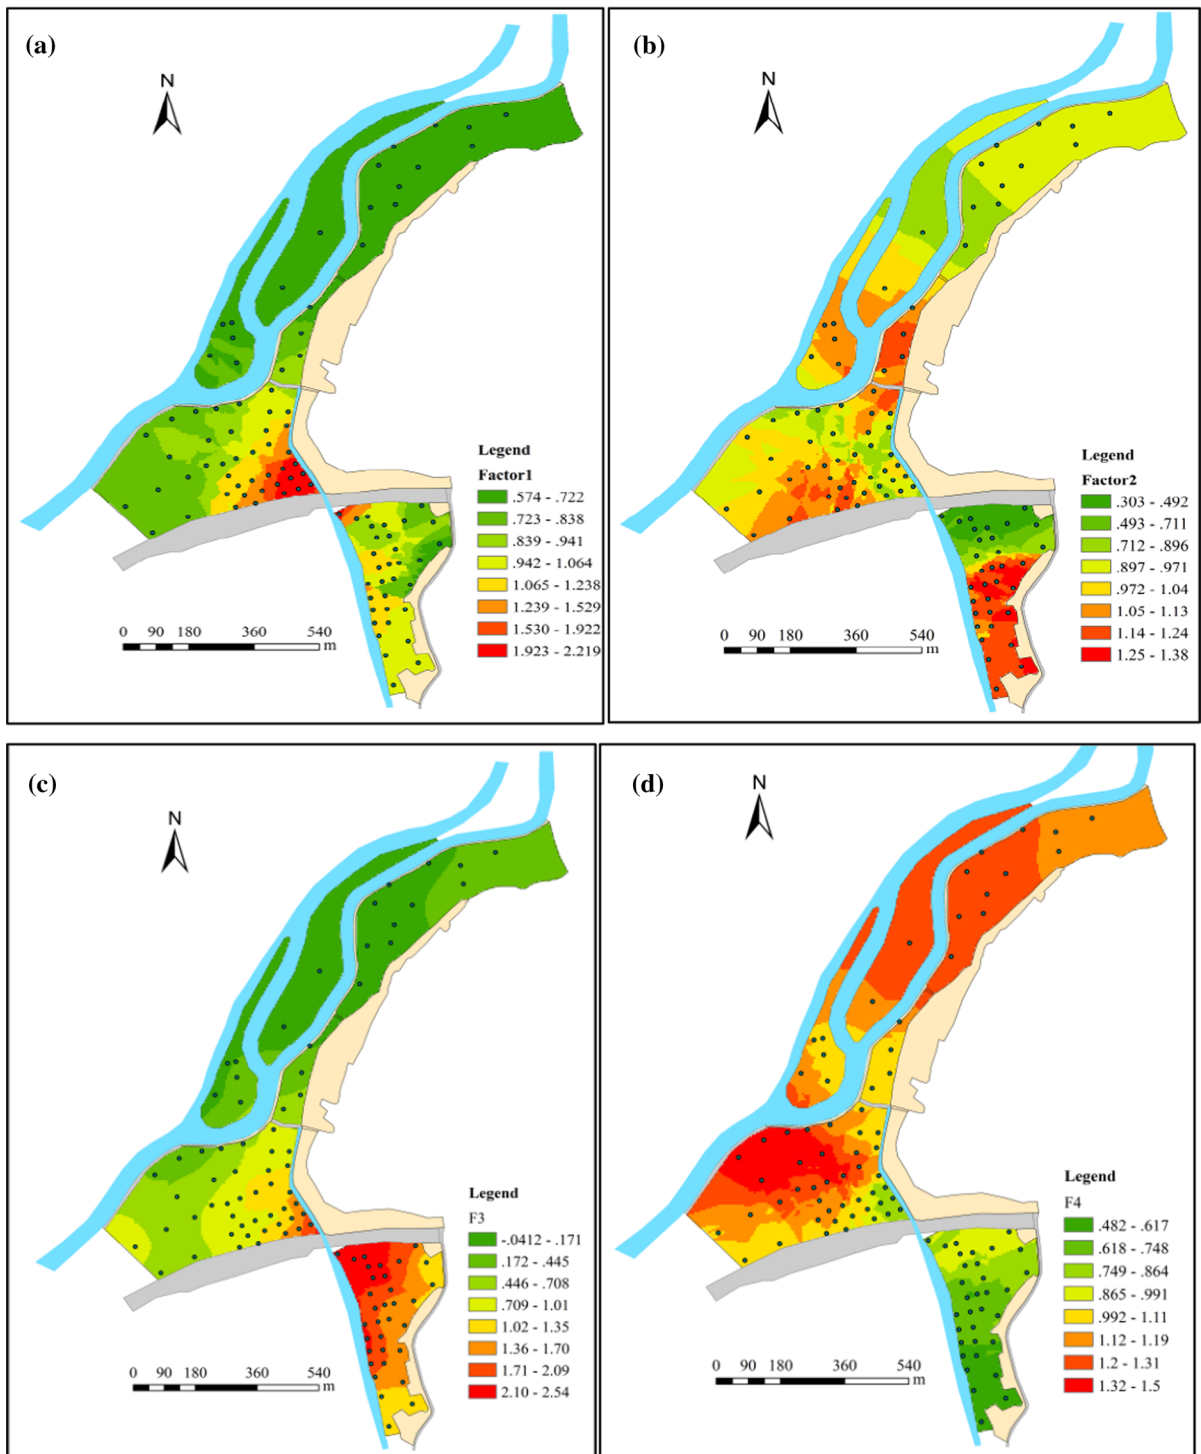 (a)
N
Legend
Factor1
.574 - .722
.723 - .838
.839 - .941
.942 - 1.064
1.065 - 1.238
1.239 - 1.529
1.530 - 1.922
1.923 - 2.219
0 90 180 360 540
m
(b)
N
Legend
Factor2
.303 - .492
.493 - .711
.712 - .896
.897 - .971
.972 - 1.04
1.05 - 1.13
1.14 - 1.24
1.25 - 1.38
0 90 180 360 540
m
(c)
N
Legend
F3
-.0412 - .171
.172 - .445
.446 - .708
.709 - 1.01
1.02 - 1.35
1.36 - 1.70
1.71 - 2.09
2.10 - 2.54
0 90 180 360 540
m
(d)
N
Legend
F4
.482 - .617
.618 - .748
.749 - .864
.865 - .991
.992 - 1.11
1.12 - 1.19
1.2 - 1.31
1.32 - 1.5
0 90 180 360 540
m